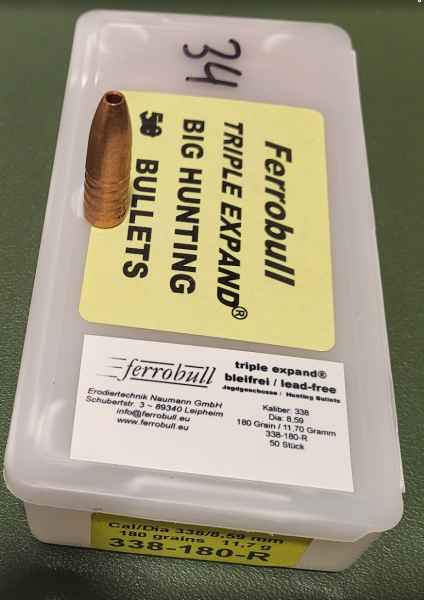 34
Ferrobull
TRIPLE EXPAND®
BIG HUNTING
50 BULLETS
ferrobull
Erodiertechnik Naumann GmbH
Schubertstr. 3 – 89340 Leipheim
info@ferrobull.eu
www.ferrobull.eu
triple expand®
bleifrei / lead-free
Jagdgeschosse / Hunting Bullets
Kaliber: 338
Dia: 8.59
180 Grain / 11,70 Gramm
338-180-R
50 Stück
Cal/Dia 338/8.59 mm
180 grains 11.7 g
338-180-R